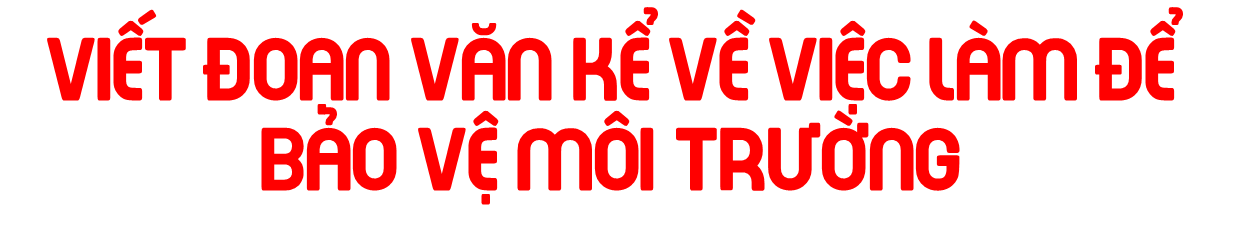 VIẾT ĐOẠN VĂN KỂ VỀ VIỆC LÀM ĐỂ
BẢO VỆ MÔI TRƯỜNG